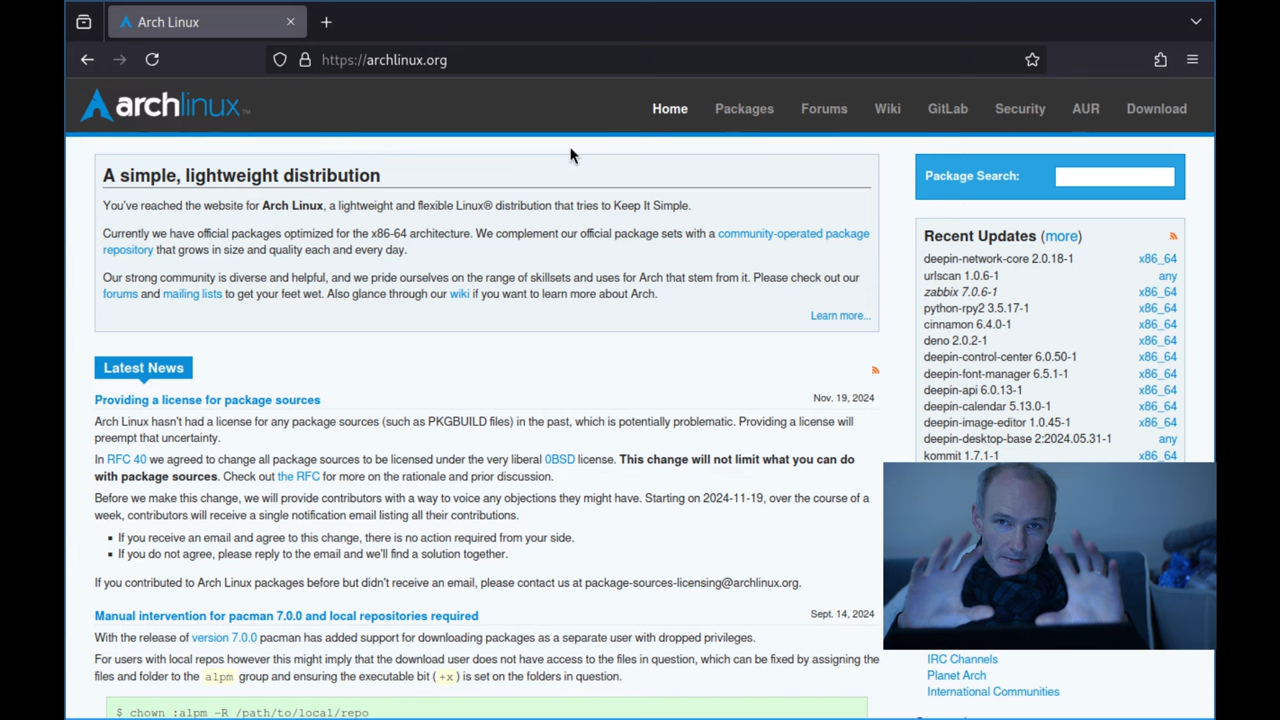 Arch Linux
https://archlinux.org
archlinux™
Home Packages Forums Wiki GitLab Security AUR Download
A simple, lightweight distribution
You've reached the website for Arch Linux, a lightweight and flexible Linux® distribution that tries to Keep It Simple.
Currently we have official packages optimized for the x86-64 architecture. We complement our official package sets with a community-operated package
repository that grows in size and quality each and every day.
Our strong community is diverse and helpful, and we pride ourselves on the range of skillsets and uses for Arch that stem from it. Please check out our
forums and mailing lists to get your feet wet. Also glance through our wiki if you want to learn more about Arch.
Learn more...
Latest News
Providing a license for package sources Nov. 19, 2024
Arch Linux hasn't had a license for any package sources (such as PKGBUILD files) in the past, which is potentially problematic. Providing a license will
preempt that uncertainty.
In RFC 40 we agreed to change all package sources to be licensed under the very liberal 0BSD license. This change will not limit what you can do
with package sources. Check out the RFC for more on the rationale and prior discussion.
Before we make this change, we will provide contributors with a way to voice any objections they might have. Starting on 2024-11-19, over the course of a
week, contributors will receive a single notification email listing all their contributions.
▪ If you receive an email and agree to this change, there is no action required from your side.
▪ If you do not agree, please reply to the email and we'll find a solution together.
If you contributed to Arch Linux packages before but didn't receive an email, please contact us at package-sources-licensing@archlinux.org.
Manual intervention for pacman 7.0.0 and local repositories required Sept. 14, 2024
With the release of version 7.0.0 pacman has added support for downloading packages as a separate user with dropped privileges.
For users with local repos however this might imply that the download user does not have access to the files in question, which can be fixed by assigning the
files and folder to the alpm group and ensuring the executable bit ( +x ) is set on the folders in question.
$ chown :alpm -R /path/to/local/repo
Package Search:
Recent Updates (more)
deepin-network-core 2.0.18-1 x86_64
urlscan 1.0.6-1 any
zabbix 7.0.6-1 x86_64
python-rpy2 3.5.17-1 x86_64
cinnamon 6.4.0-1 x86_64
deno 2.0.2-1 x86_64
deepin-control-center 6.0.50-1 x86_64
deepin-font-manager 6.5.1-1 x86_64
deepin-api 6.0.13-1 x86_64
deepin-calendar 5.13.0-1 x86_64
deepin-image-editor 1.0.45-1 x86_64
deepin-desktop-base 2:2024.05.31-1 any
kommit 1.7.1-1 x86_64
IRC Channels
Planet Arch
International Communities